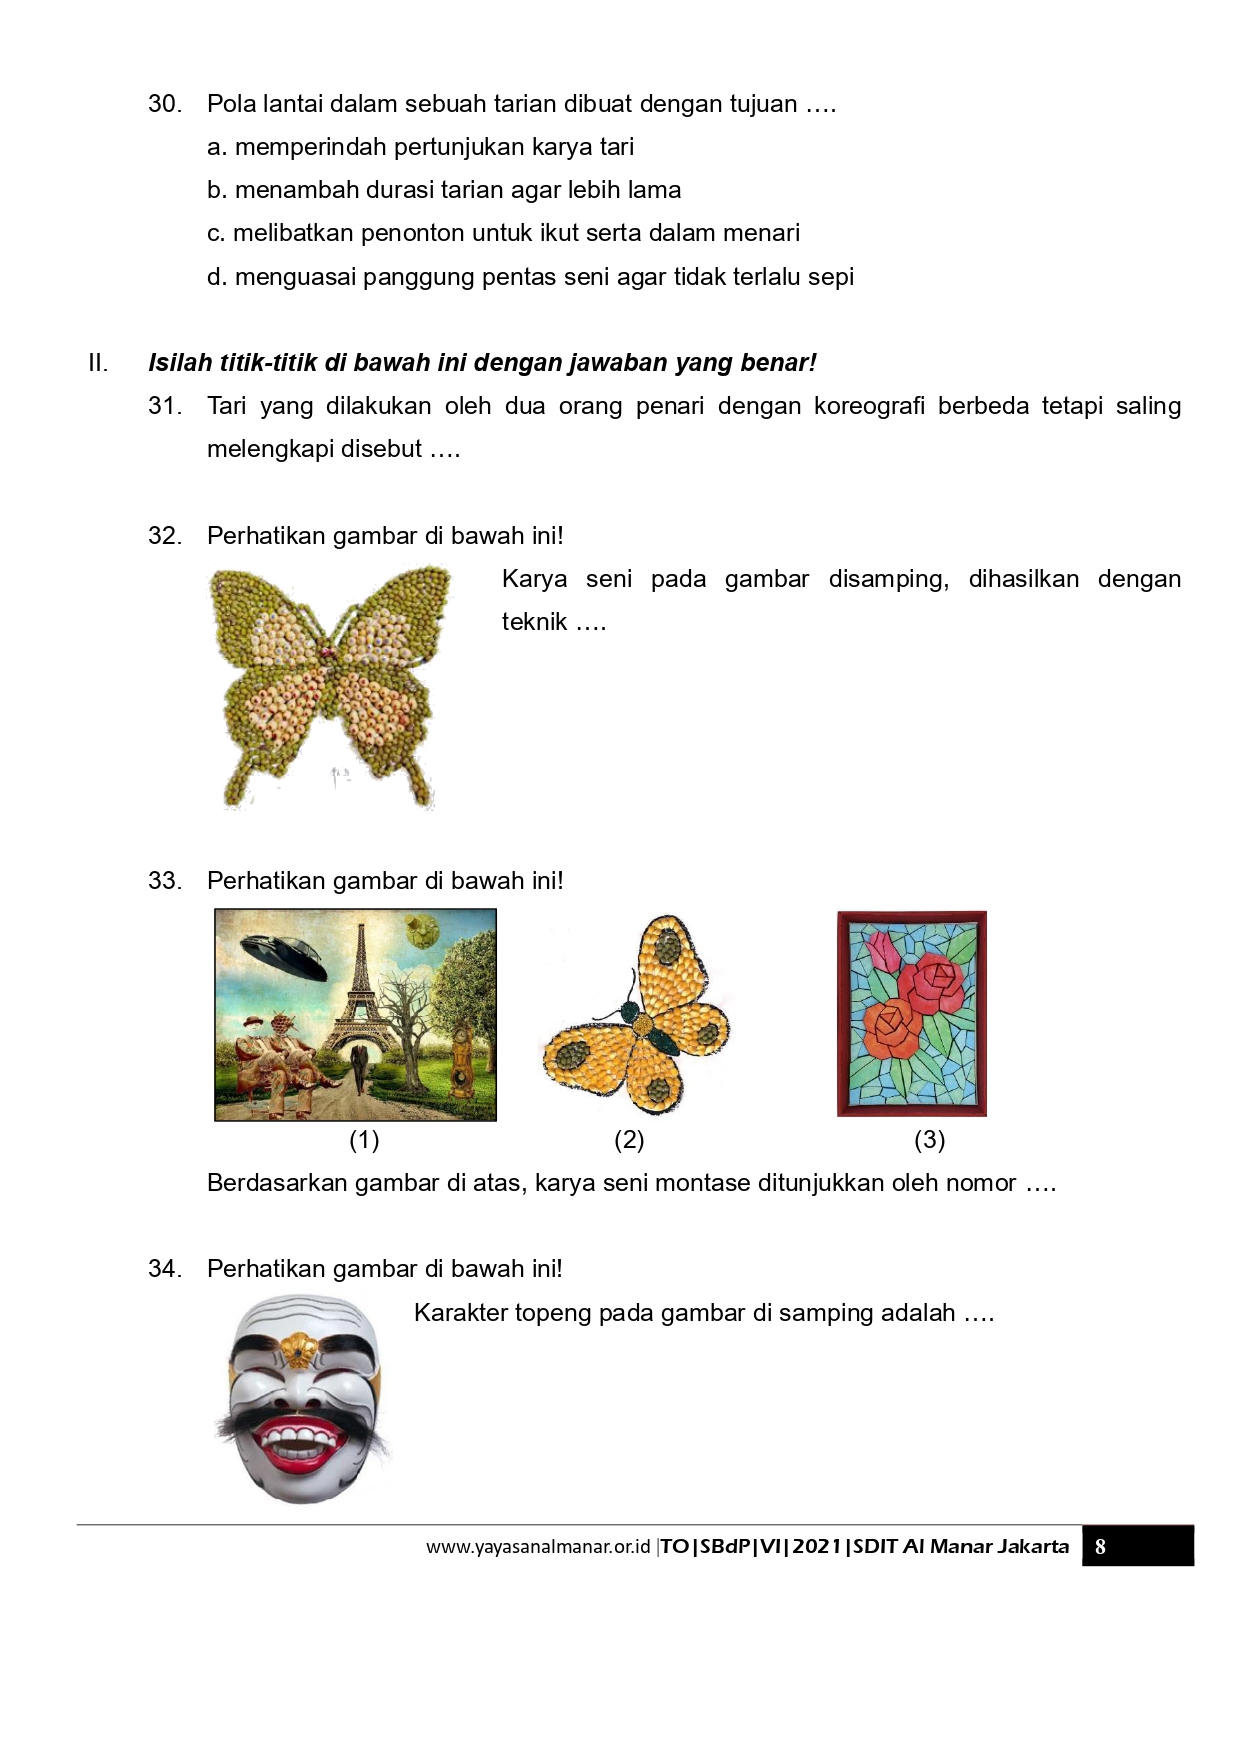 30. Pola lantai dalam sebuah tarian dibuat dengan tujuan ….
a. memperindah pertunjukan karya tari
b. menambah durasi tarian agar lebih lama
c. melibatkan penonton untuk ikut serta dalam menari
d. menguasai panggung pentas seni agar tidak terlalu sepi
II. Isilah titik-titik di bawah ini dengan jawaban yang benar!
31. Tari yang dilakukan oleh dua orang penari dengan koreografi berbeda tetapi saling
melengkapi disebut ….
32. Perhatikan gambar di bawah ini!
Karya seni pada gambar disamping, dihasilkan dengan
teknik ….
33. Perhatikan gambar di bawah ini!
(1) (2) (3)
Berdasarkan gambar di atas, karya seni montase ditunjukkan oleh nomor ….
34. Perhatikan gambar di bawah ini!
Karakter topeng pada gambar di samping adalah ….
www.yayasanalmanar.or.id |TO|SBdP|VI|2021|SDIT Al Manar Jakarta 8